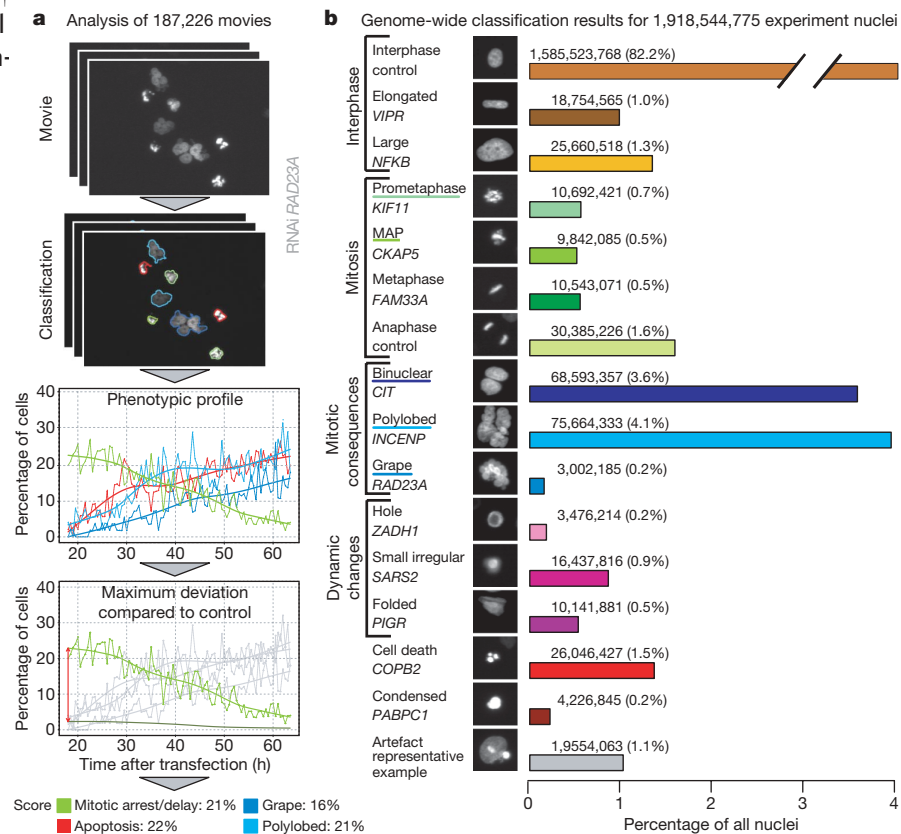 a Analysis of 187,226 movies
Movie
RNAi RAD23A
Classification
Phenotypic profile
Percentage of cells
40
30
20
10
0
20 30 40 50 60
Maximum deviation
compared to control
Percentage of cells
40
30
20
10
0
20 30 40 50 60
Time after transfection (h)
Score Mitotic arrest/delay: 21% Grape: 16%
Apoptosis: 22% Polylobed: 21%
b Genome-wide classification results for 1,918,544,775 experiment nuclei
Interphase
Interphase
control
1,585,523,768 (82.2%)
Elongated
VIPR
18,754,565 (1.0%)
Large
NFKB
25,660,518 (1.3%)
Mitosis
Prometaphase
KIF11
10,692,421 (0.7%)
MAP
CKAP5
9,842,085 (0.5%)
Metaphase
FAM33A
10,543,071 (0.5%)
Anaphase
control
30,385,226 (1.6%)
Mitotic
consequences
Binuclear
CIT
68,593,357 (3.6%)
Polylobed
INCENP
75,664,333 (4.1%)
Grape
RAD23A
3,002,185 (0.2%)
Dynamic
changes
Hole
ZADH1
3,476,214 (0.2%)
Small irregular
SARS2
16,437,816 (0.9%)
Folded
PIGR
10,141,881 (0.5%)
Cell death
COPB2
26,046,427 (1.5%)
Condensed
PABPC1
4,226,845 (0.2%)
Artefact
representative
example
1,9554,063 (1.1%)
0 1 2 3 4
Percentage of all nuclei